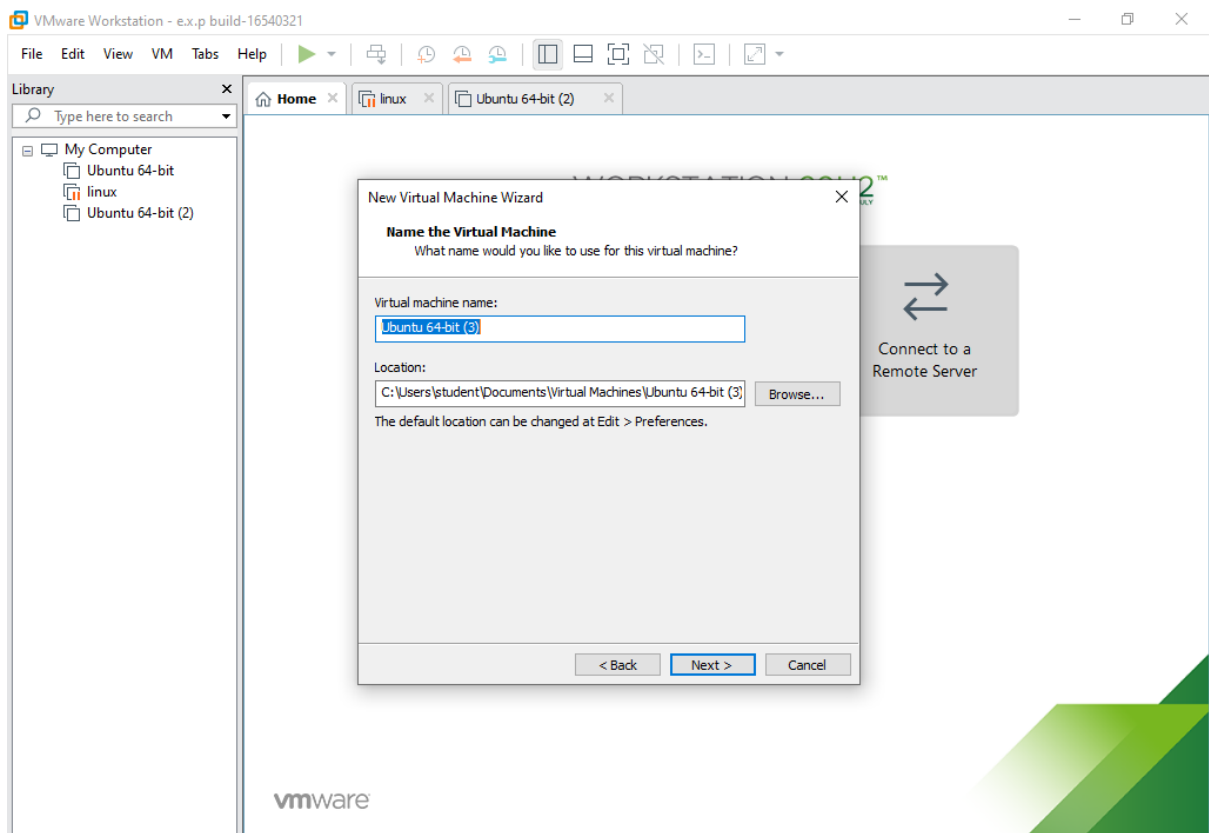 VMware Workstation - e.x.p build-16540321
File Edit View VM Tabs Help
Library
Type here to search
My Computer
Ubuntu 64-bit
linux
Ubuntu 64-bit (2)
Home
linux
Ubuntu 64-bit (2)
New Virtual Machine Wizard
Name the Virtual Machine
What name would you like to use for this virtual machine?
Virtual machine name:
Ubuntu 64-bit (3)
Location:
C:\Users\student\Documents\Virtual Machines\Ubuntu 64-bit (3)
Browse...
The default location can be changed at Edit > Preferences.
< Back Next > Cancel
Connect to a
Remote Server
vmware